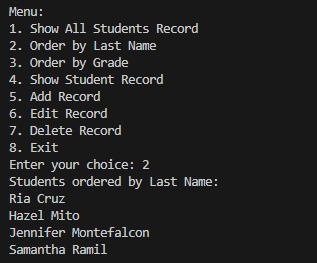 Menu:
1. Show All Students Record
2. Order by Last Name
3. Order by Grade
4. Show Student Record
5. Add Record
6. Edit Record
7. Delete Record
8. Exit
Enter your choice: 2
Students ordered by Last Name:
Ria Cruz
Hazel Mito
Jennifer Montefalcon
Samantha Ramil